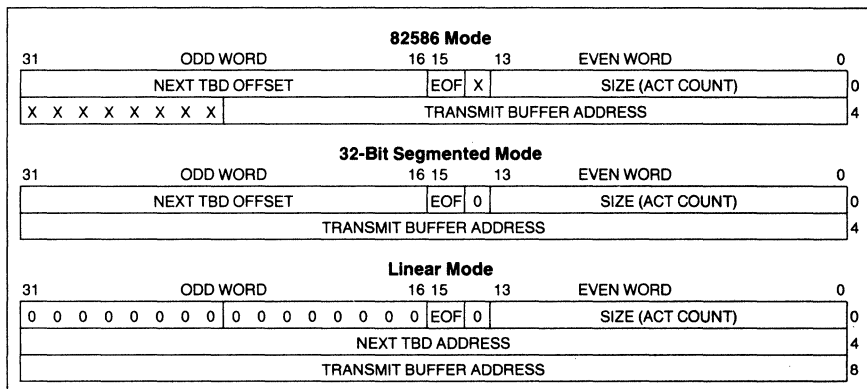 82586 Mode
31 ODD WORD 16 15 13 EVEN WORD 0
NEXT TBD OFFSET EOF X SIZE (ACT COUNT) 0
X X X X X X X X TRANSMIT BUFFER ADDRESS 4
32-Bit Segmented Mode
31 ODD WORD 16 15 13 EVEN WORD 0
NEXT TBD OFFSET EOF 0 SIZE (ACT COUNT) 0
TRANSMIT BUFFER ADDRESS 4
Linear Mode
31 ODD WORD 16 15 13 EVEN WORD 0
0 0 0 0 0 0 0 0 0 0 0 0 0 0 0 0 EOF 0 SIZE (ACT COUNT) 0
NEXT TBD ADDRESS 4
TRANSMIT BUFFER ADDRESS 8